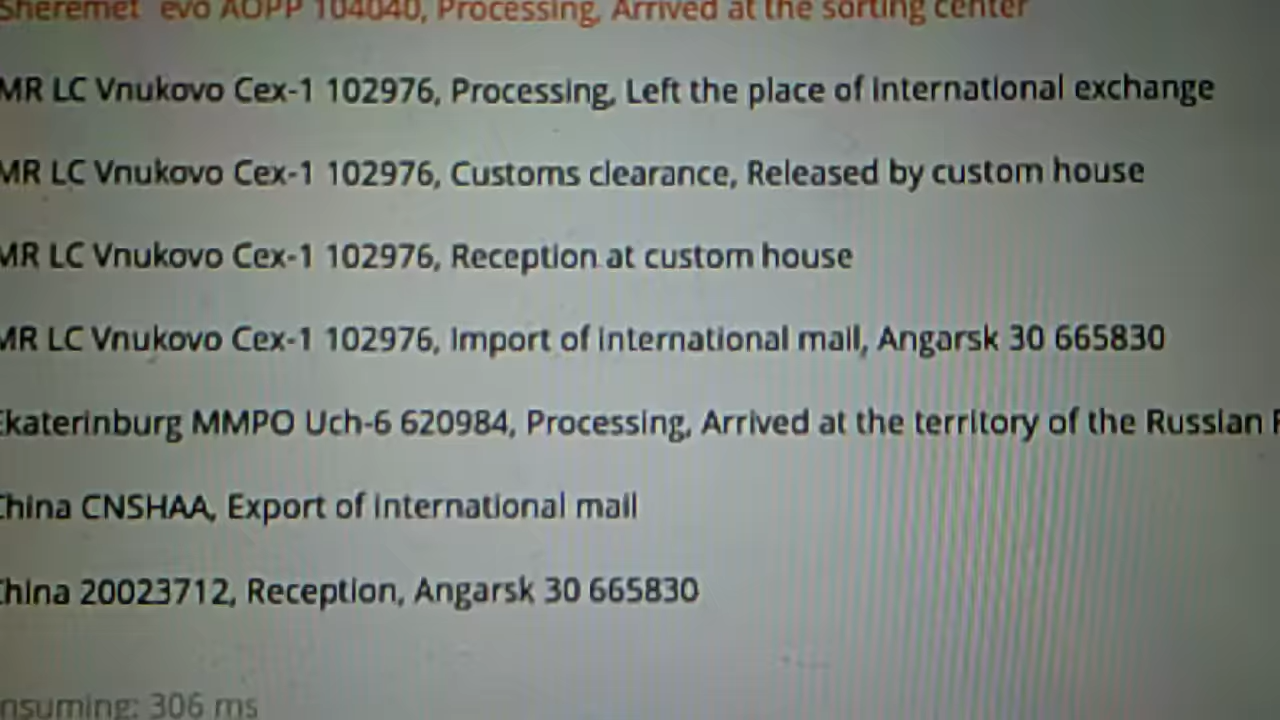 Sheremet evo AOPP 104040, Processing, Arrived at the sorting center
MR LC Vnukovo Cex-1 102976, Processing, Left the place of international exchange
MR LC Vnukovo Cex-1 102976, Customs clearance, Released by custom house
MR LC Vnukovo Cex-1 102976, Reception at custom house
MR LC Vnukovo Cex-1 102976, Import of international mail, Angarsk 30 665830
Ekaterinburg MMPO Uch-6 620984, Processing, Arrived at the territory of the Russian
China CNSHAA, Export of international mail
China 20023712, Reception, Angarsk 30 665830
nsuming: 306 ms